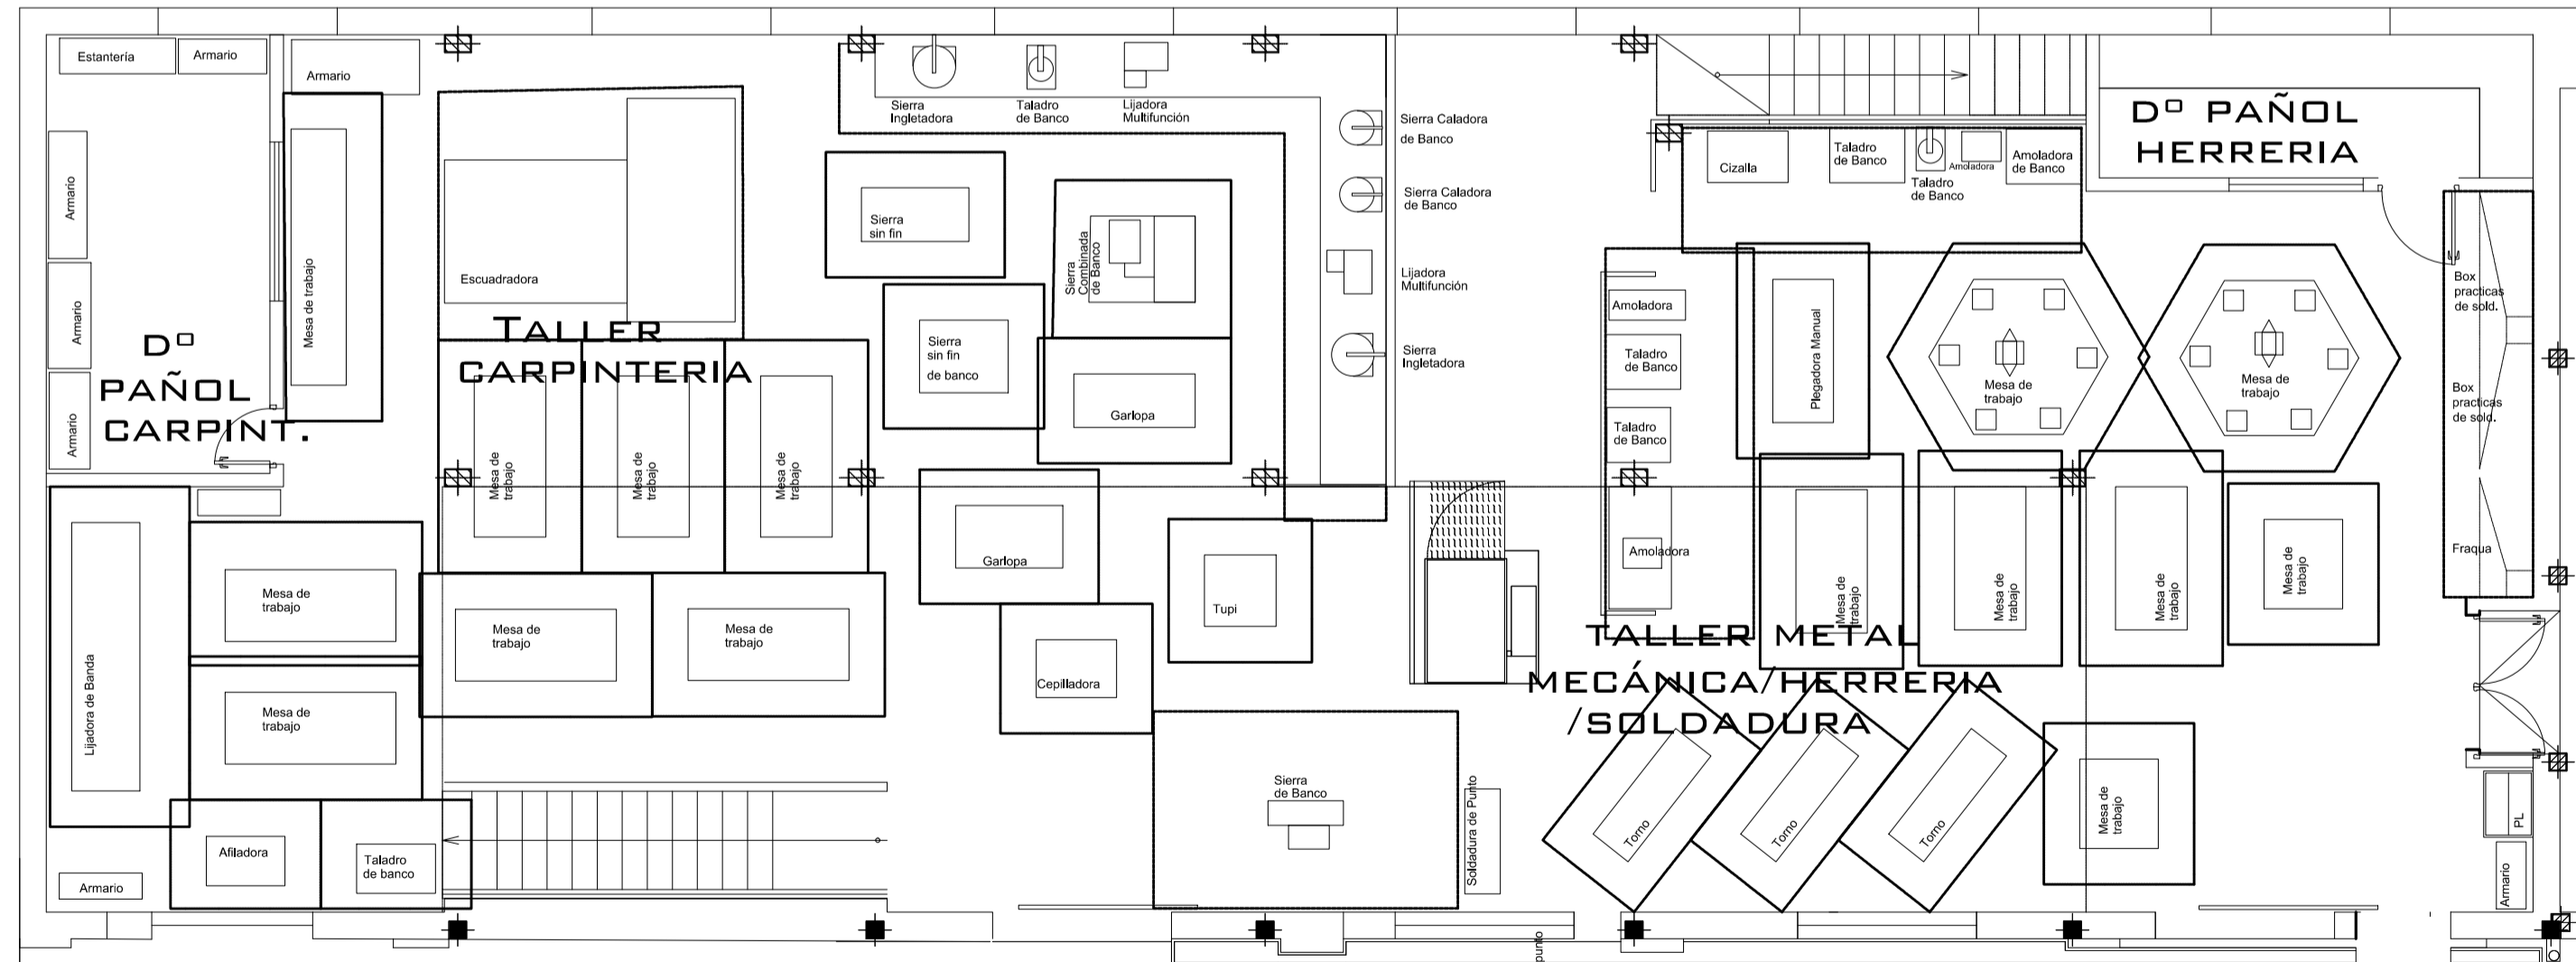 Estantería
Armario
Armario
Armario
Armario
Armario
Dº
PAÑOL
CARPINT.
Mesa de trabajo
Escuadradora
TALLER
CARPINTERIA
Mesa de
trabajo
Mesa de
trabajo
Mesa de
trabajo
Lijadora de Banda
Mesa de
trabajo
Mesa de
trabajo
Mesa de
trabajo
Mesa de
trabajo
Afiladora
Taladro
de banco
Armario
Sierra
Ingletadora
Taladro
de Banco
Lijadora
Multifunción
Sierra
sin fin
Sierra
Combinada
de Banco
Sierra
sin fin
de banco
Garlopa
Garlopa
Tupi
Cepilladora
Sierra
de Banco
Soldadura de Punto
Sierra Caladora
de Banco
Sierra Caladora
de Banco
Lijadora
Multifunción
Sierra
Ingletadora
Cizalla
Taladro
de Banco
Taladro
de Banco
Amoladora
Amoladora
de Banco
Dº PAÑOL
HERRERIA
Amoladora
Taladro
de Banco
Taladro
de Banco
Amoladora
Plegadora Manual
Mesa de
trabajo
Mesa de
trabajo
Box
practicas
de sold.
Box
practicas
de sold.
Fraqua
Mesa de
trabajo
Mesa de
trabajo
Mesa de
trabajo
Mesa de
trabajo
TALLER METAL
MECÁNICA/HERRERIA
/SOLDADURA
Torno
Torno
Torno
Mesa de
trabajo
PL
Armario
punto